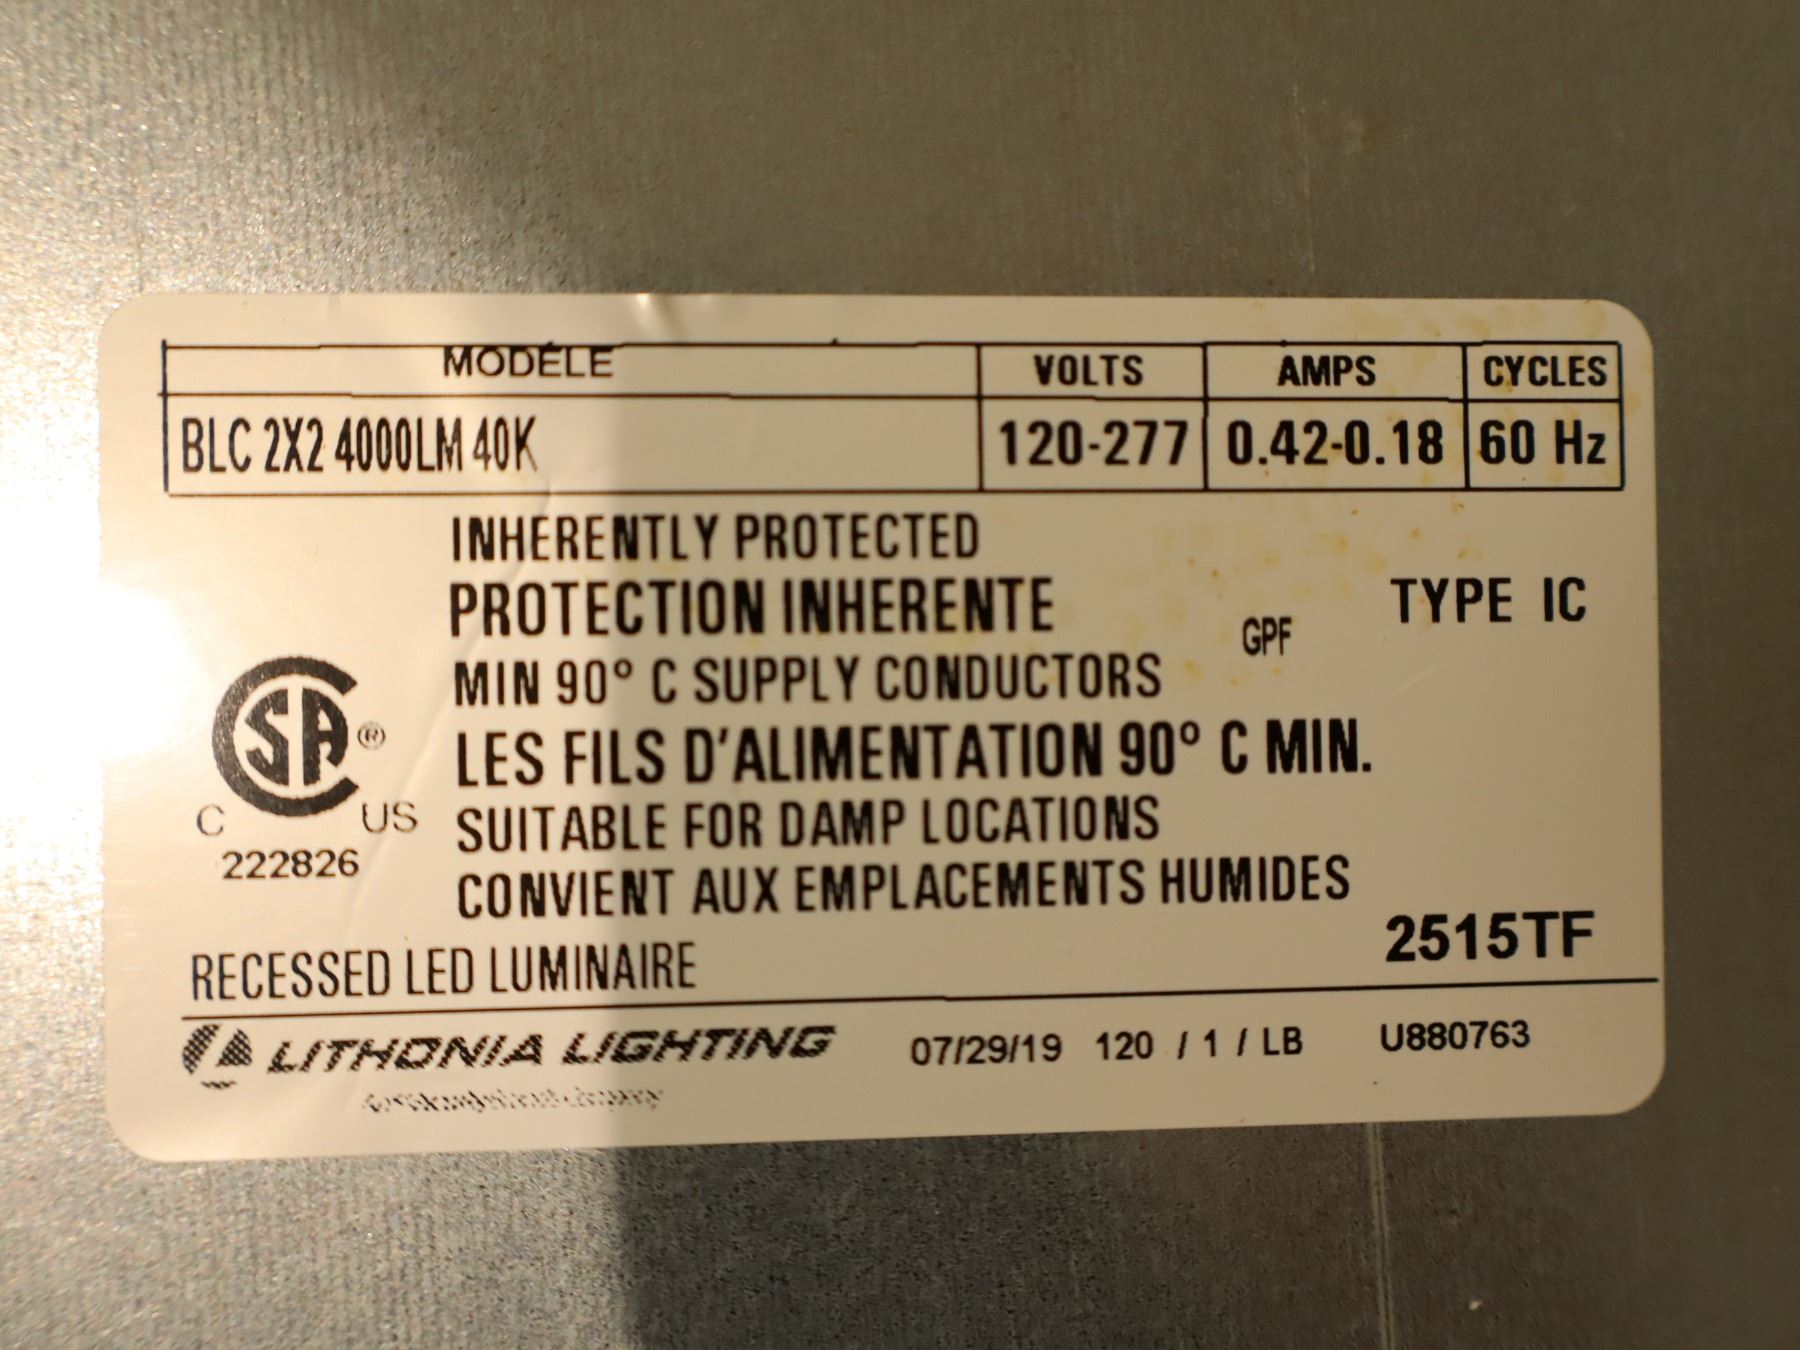 MODÈLE VOLTS AMPS CYCLES
BLC 2X2 4000LM 40K 120-277 0.42-0.18 60 Hz
INHERENTLY PROTECTED
PROTECTION INHERENTE
GPF TYPE IC
MIN 90° C SUPPLY CONDUCTORS
LES FILS D'ALIMENTATION 90° C MIN.
SA ®
C US
222826
SUITABLE FOR DAMP LOCATIONS
CONVIENT AUX EMPLACEMENTS HUMIDES
2515TF
RECESSED LED LUMINAIRE
LITHONIA LIGHTING 07/29/19 120 / 1 / LB U880763